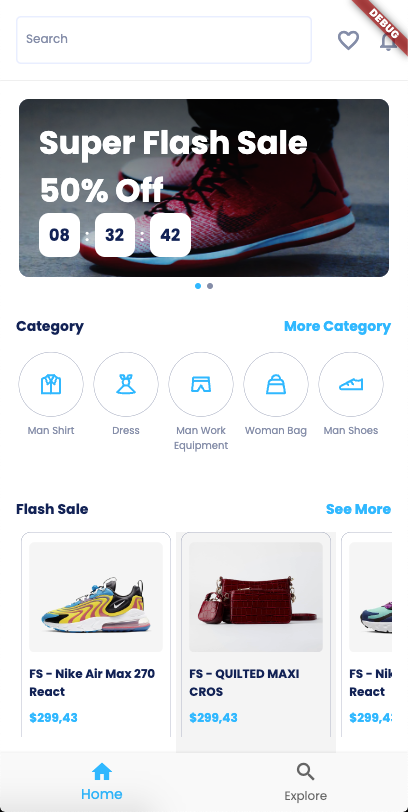 Search
DEBUG
Super Flash Sale
50% Off
08 : 32 : 42
Category
More Category
Man Shirt
Dress
Man Work
Equipment
Woman Bag
Man Shoes
Flash Sale
See More
FS - Nike Air Max 270
React
$299,43
FS - QUILTED MAXI
CROS
$299,43
FS - Nik
React
$299,4
Home
Explore